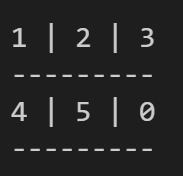 1 | 2 | 3
---------
4 | 5 | 0
---------